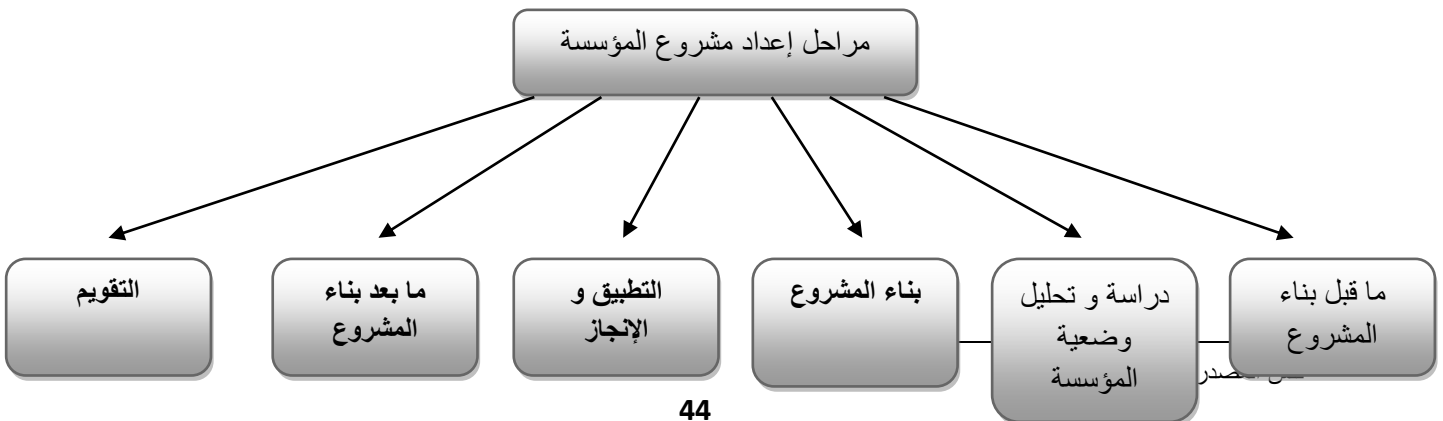 مراحل إعداد مشروع المؤسسة
ما قبل بناء
المشروع
دراسة و تحليل
وضعية
المؤسسة
بناء المشروع
التطبيق و
الإنجاز
ما بعد بناء
المشروع
التقويم
44